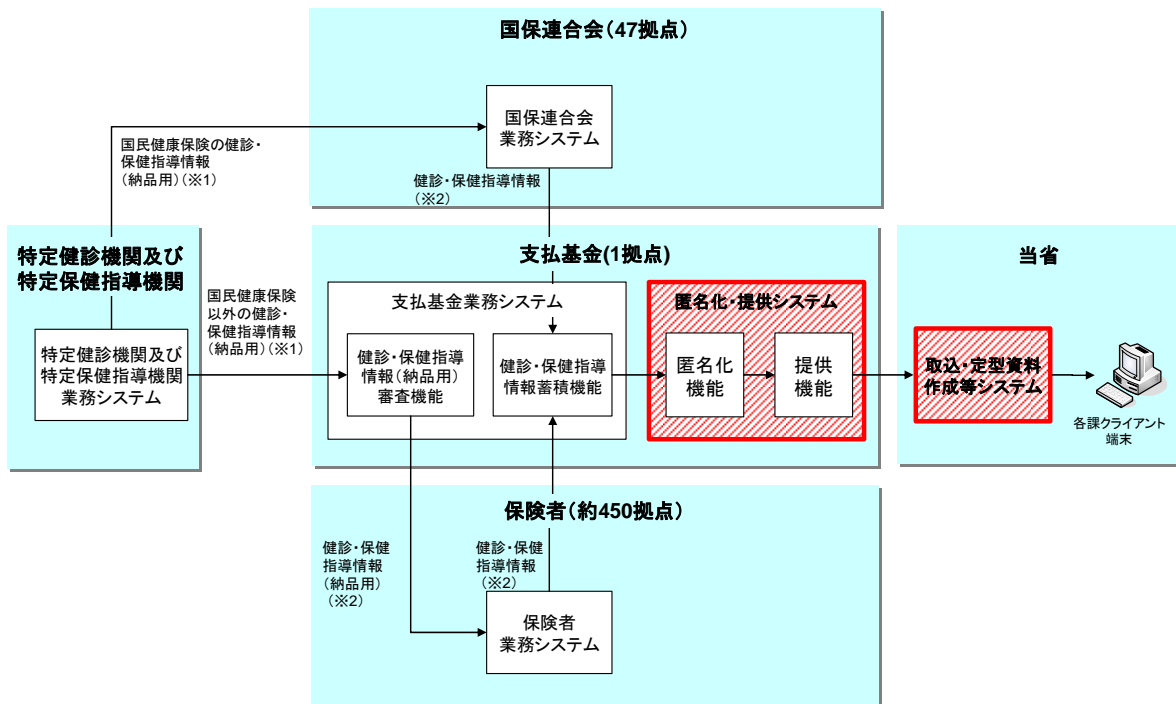 国保連合会(47拠点)
国保連合会
業務システム
国民健康保険の健診・
保健指導情報
(納品用)(※1)
健診・保健指導情報
(※2)
特定健診機関及び
特定保健指導機関
特定健診機関及び
特定保健指導機関
業務システム
国民健康保険
以外の健診・
保健指導情報
(納品用)(※1)
支払基金(1拠点)
支払基金業務システム
健診・保健指導
情報(納品用)
審査機能
健診・保健指導
情報蓄積機能
匿名化・提供システム
匿名化
機能
提供
機能
当省
取込・定型資料
作成等システム
各課クライアント
端末
保険者(約450拠点)
健診・保健
指導情報
(納品用)
(※2)
健診・保健
指導情報
(※2)
保険者
業務システム